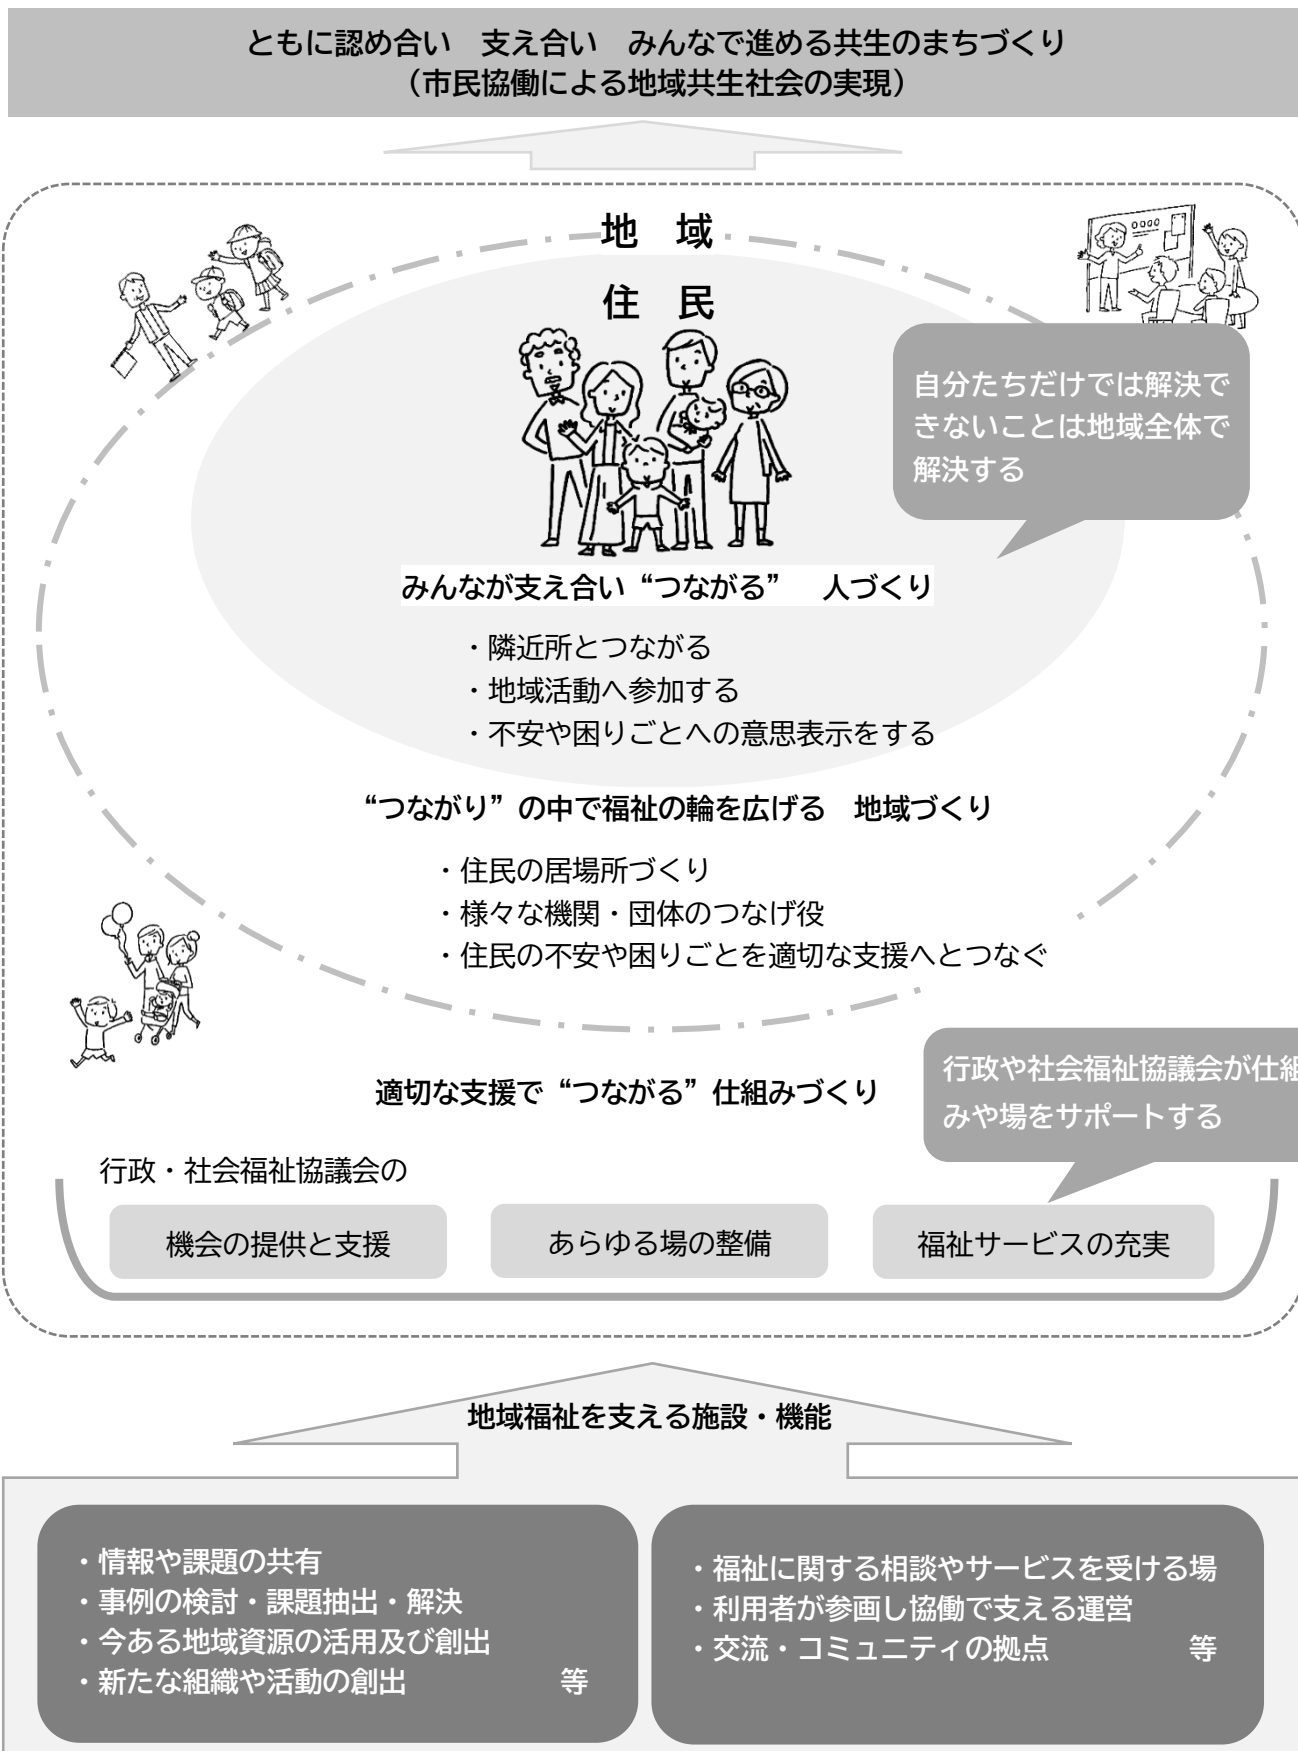 ともに認め合い　支え合い　みんなで進める共生のまちづくり
（市民協働による地域共生社会の実現）
地　域
住　民
自分たちだけでは解決で
きないことは地域全体で
解決する
みんなが支え合い“つながる”　人づくり
・隣近所とつながる
・地域活動へ参加する
・不安や困りごとへの意思表示をする
“つながり”の中で福祉の輪を広げる　地域づくり
・住民の居場所づくり
・様々な機関・団体のつなげ役
・住民の不安や困りごとを適切な支援へとつなぐ
適切な支援で“つながる”仕組みづくり
行政や社会福祉協議会が仕組
みや場をサポートする
行政・社会福祉協議会の
機会の提供と支援
あらゆる場の整備
福祉サービスの充実
地域福祉を支える施設・機能
・情報や課題の共有
・事例の検討・課題抽出・解決
・今ある地域資源の活用及び創出
・新たな組織や活動の創出　　　　　等
・福祉に関する相談やサービスを受ける場
・利用者が参画し協働で支える運営
・交流・コミュニティの拠点　　　　　等